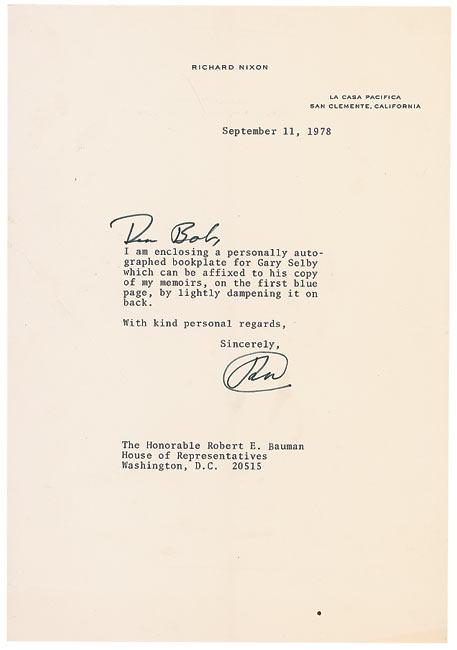 RICHARD NIXON
LA CASA PACIFICA
SAN CLEMENTE, CALIFORNIA
September 11, 1978
Dear Bob,
I am enclosing a personally auto-
graphed bookplate for Gary Selby
which can be affixed to his copy
of my memoirs, on the first blue
page, by lightly dampening it on
back.
With kind personal regards,
Sincerely,
The Honorable Robert E. Bauman
House of Representatives
Washington, D.C.  20515